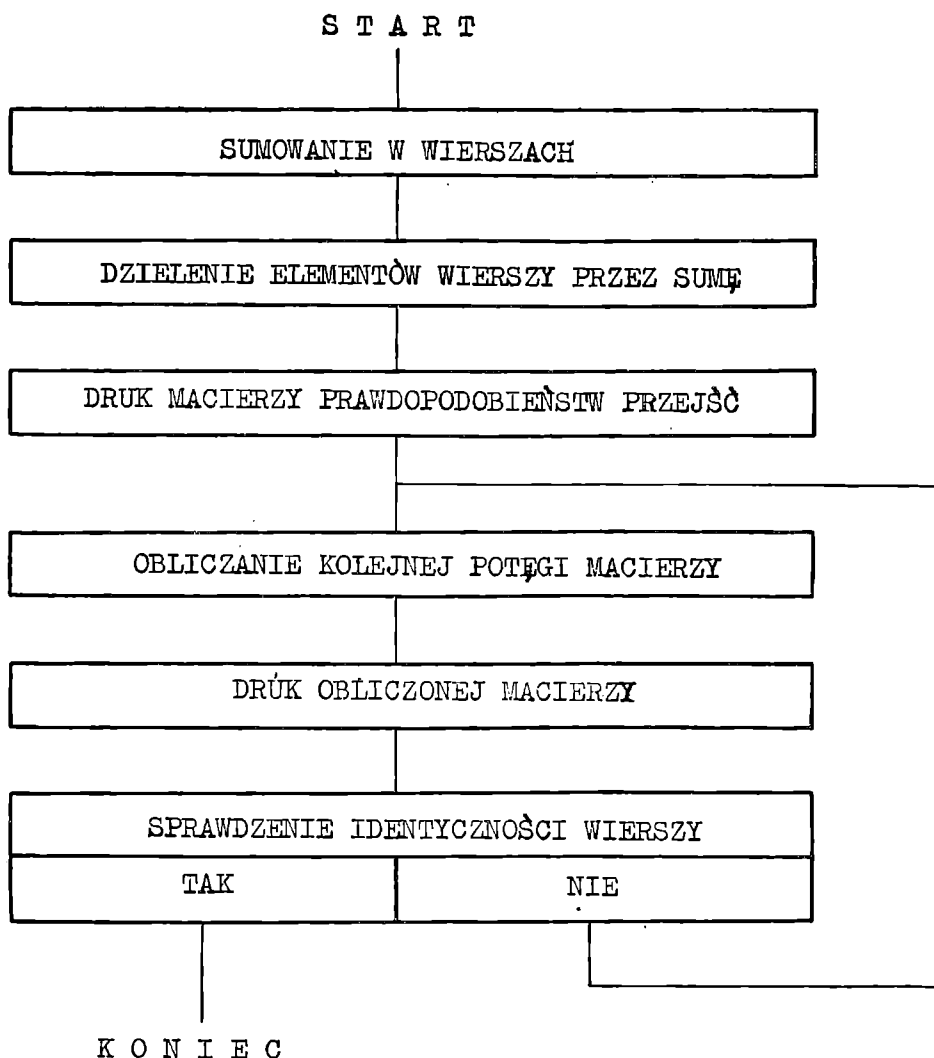 S T A R T
SUMOWANIE W WIERSZACH
DZIELENIE ELEMENTÓW WIERSZY PRZEZ SUMĘ
DRUK MACIERZY PRAWDOPODOBIEŃSTW PRZEJŚĆ
OBLICZANIE KOLEJNEJ POTĘGI MACIERZY
DRUK OBLICZONEJ MACIERZY
SPRAWDZENIE IDENTYCZNOŚCI WIERSZY
TAK NIE
K O N I E C